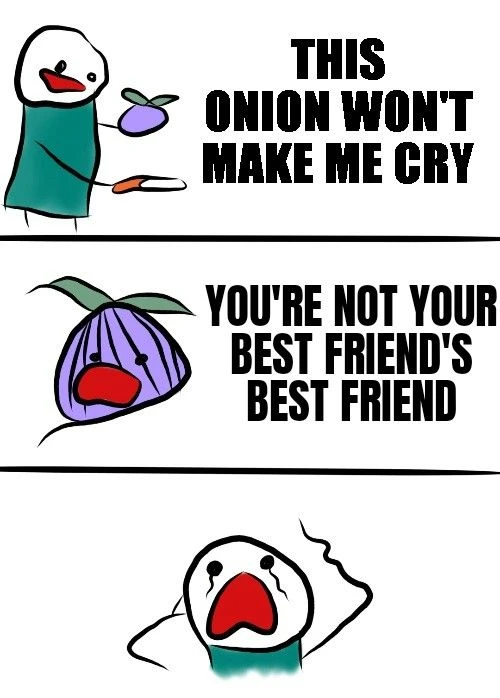 THIS
ONION WON'T
MAKE ME CRY
YOU'RE NOT YOUR
BEST FRIEND'S
BEST FRIEND